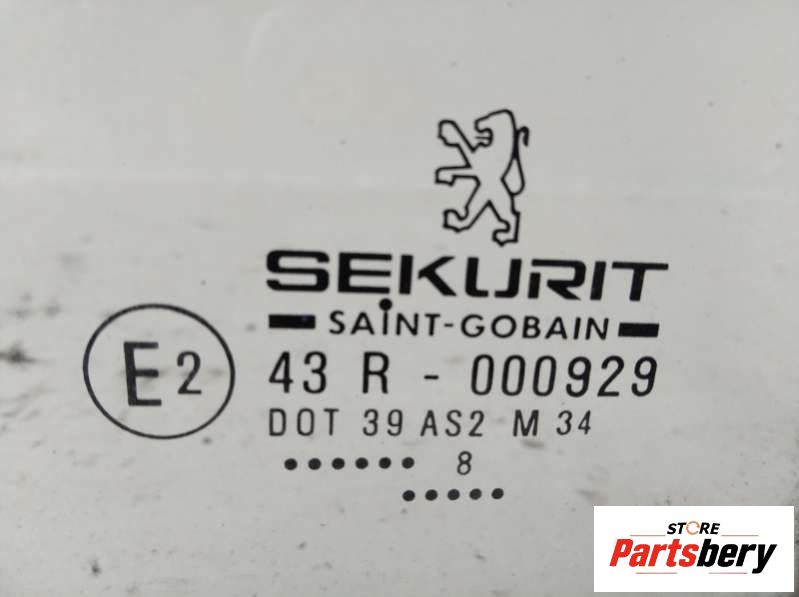 SEKURIT
SAINT-GOBAIN
E2 43 R - 000929
DOT 39 AS2 M 34
•••••• 8
•••••
STORE
Partsbery